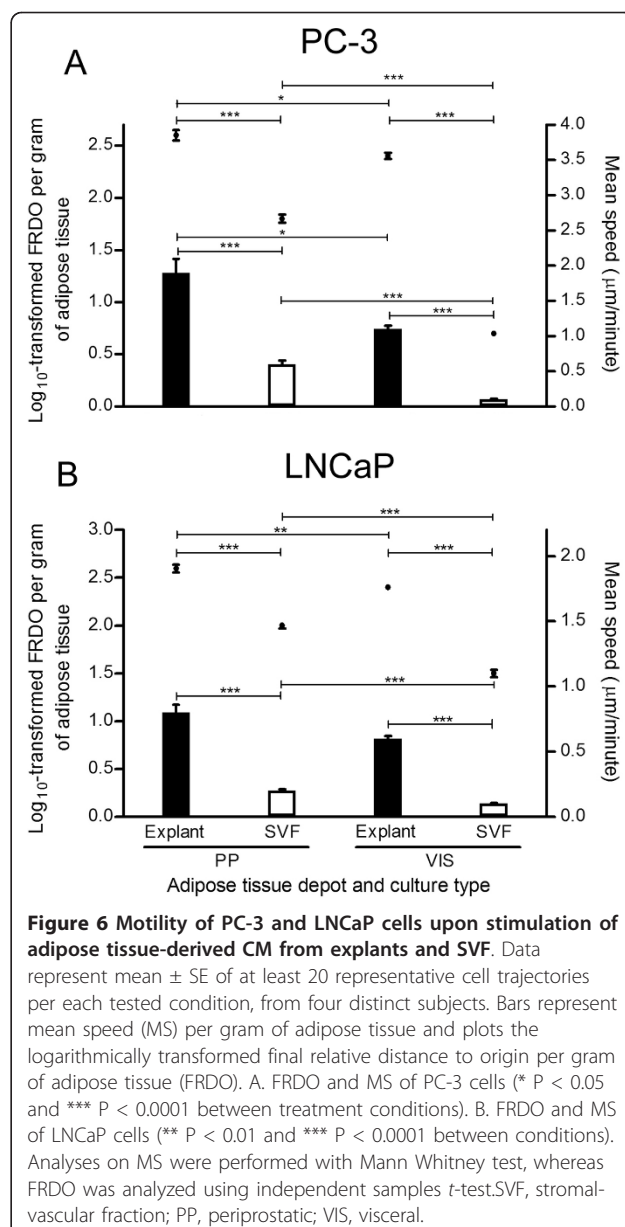 A
PC-3
***
*
***
***
*
***
***
***
Log10-transformed FRDO per gram
of adipose tissue
2.5
2.0
1.5
1.0
0.5
0.0
4.0
3.5
3.0
2.5
2.0
1.5
1.0
0.5
0.0
Mean speed (μm/minute)
B
LNCaP
***
**
***
***
***
***
***
Log10-transformed FRDO per gram
of adipose tissue
3.0
2.5
2.0
1.5
1.0
0.5
0.0
2.0
1.5
1.0
0.5
0.0
Mean speed (μm/minute)
Explant SVF Explant SVF
PP VIS
Adipose tissue depot and culture type
Figure 6 Motility of PC-3 and LNCaP cells upon stimulation of
adipose tissue-derived CM from explants and SVF. Data
represent mean ± SE of at least 20 representative cell trajectories
per each tested condition, from four distinct subjects. Bars represent
mean speed (MS) per gram of adipose tissue and plots the
logarithmically transformed final relative distance to origin per gram
of adipose tissue (FRDO). A. FRDO and MS of PC-3 cells (* P < 0.05
and *** P < 0.0001 between treatment conditions). B. FRDO and MS
of LNCaP cells (** P < 0.01 and *** P < 0.0001 between conditions).
Analyses on MS were performed with Mann Whitney test, whereas
FRDO was analyzed using independent samples t-test.SVF, stromal-
vascular fraction; PP, periprostatic; VIS, visceral.